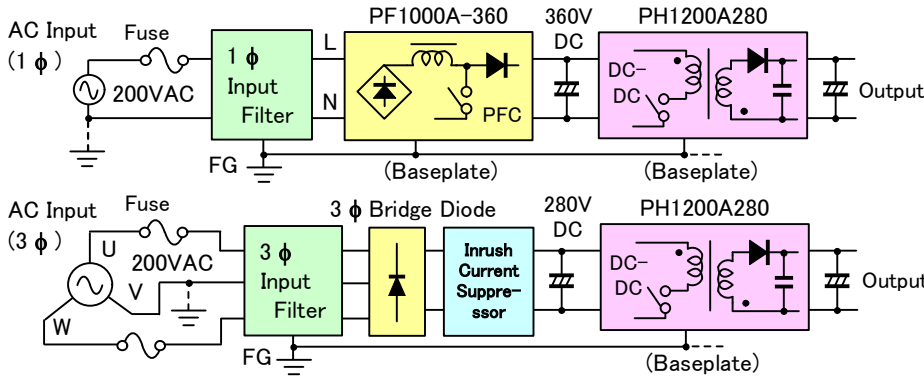 PF1000A-360
360V
DC
PH1200A280
AC Input
(1 ϕ)
Fuse
200VAC
1 ϕ
Input
Filter
L
N
PFC
DC-
DC
Output
FG
(Baseplate)
(Baseplate)
AC Input
(3 ϕ)
Fuse
3 ϕ Bridge Diode
280V
DC
PH1200A280
U
200VAC
V
W
3 ϕ
Input
Filter
Inrush
Current
Suppre-
ssor
DC-
DC
Output
FG
(Baseplate)